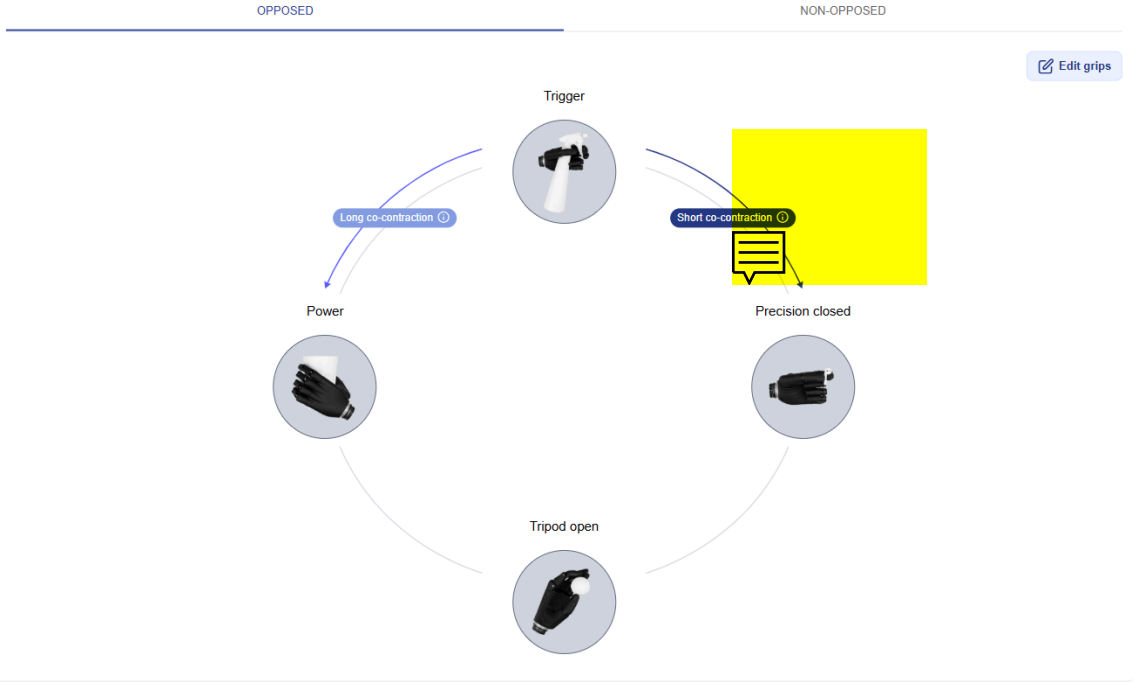 OPPOSED
NON-OPPOSED
Edit grips
Trigger
Long co-contraction
Short co-contraction
Power
Precision closed
Tripod open